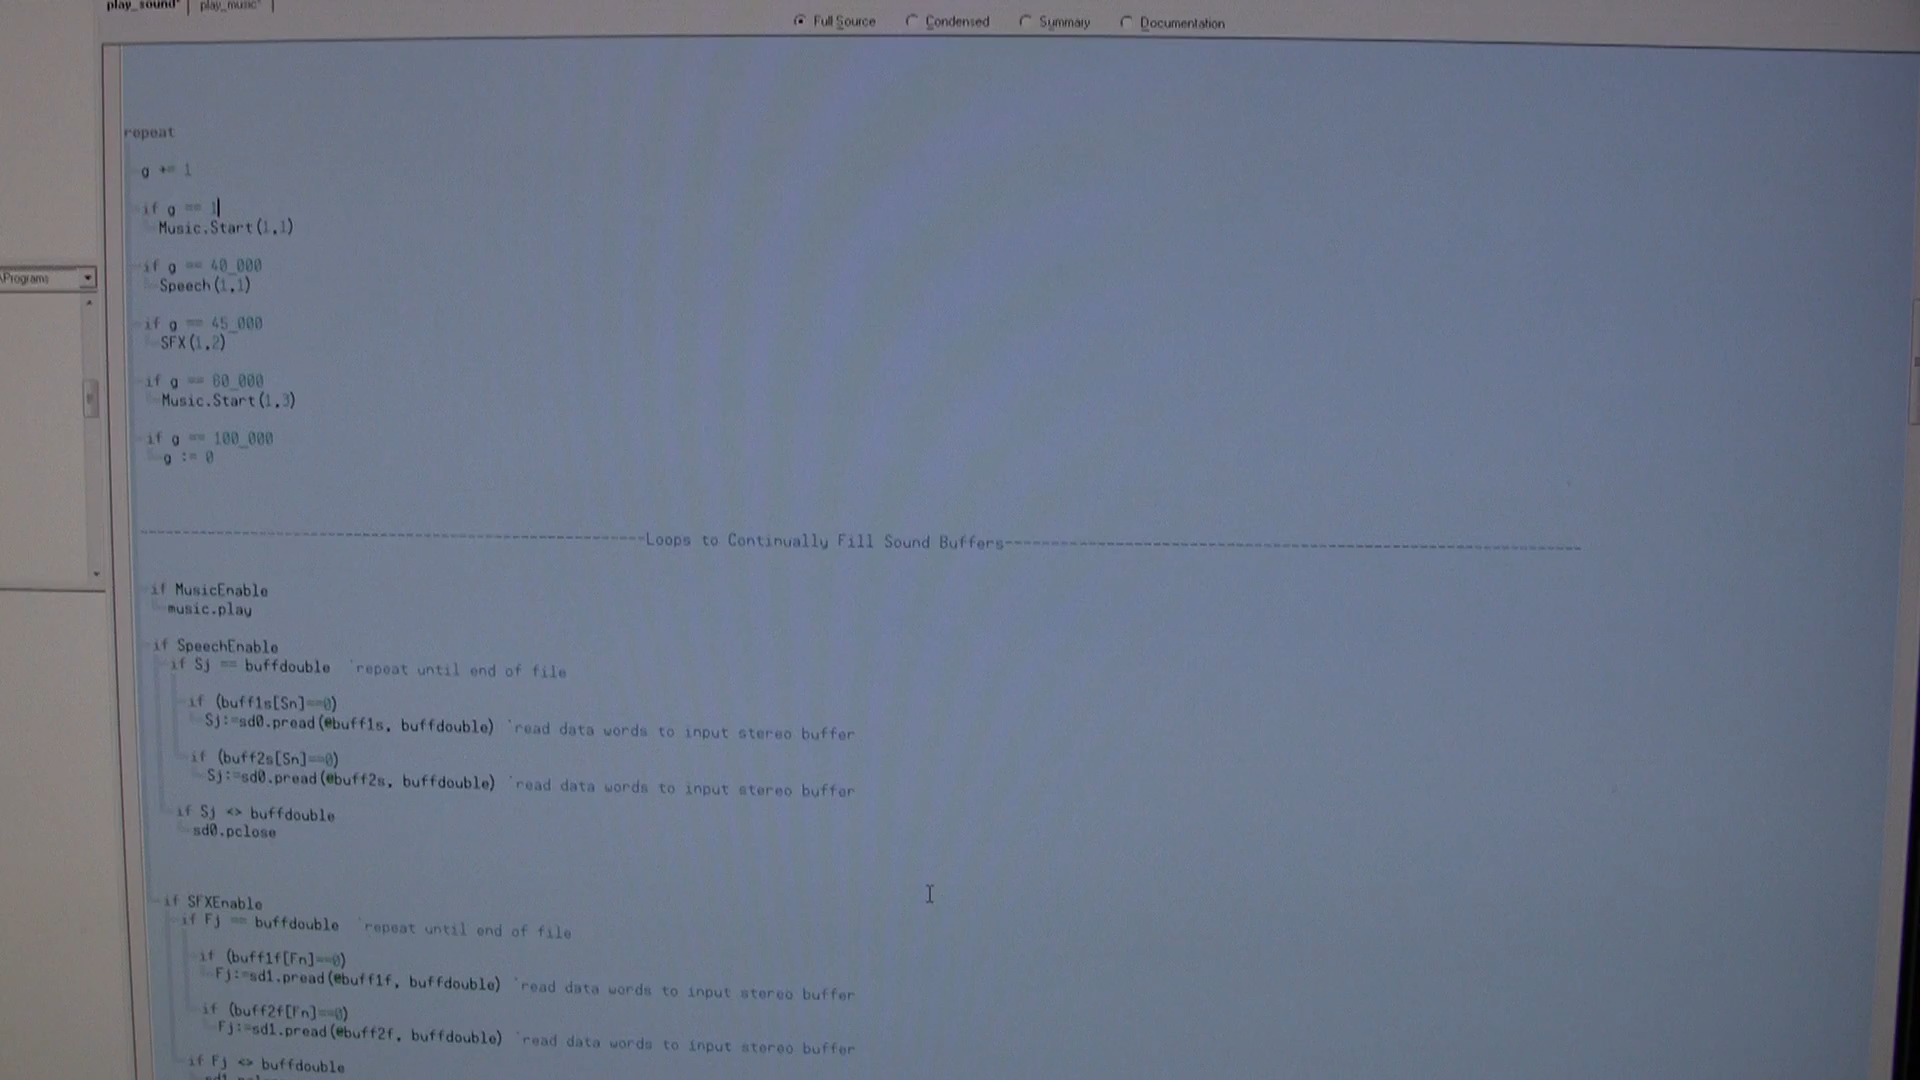 play_sound* | play_music* |
Full Source Condensed Summary Documentation
Programs
repeat
g += 1
if g == 1
Music.Start(1,1)
if g == 40_000
Speech(1,1)
if g == 45_000
SFX(1,2)
if g == 80_000
Music.Start(1,3)
if g == 100_000
g := 0
Loops to Continually Fill Sound Buffers
if MusicEnable
music.play
if SpeechEnable
if Sj == buffdouble 'repeat until end of file
if (buff1s[Sn]==0)
Sj:=sd0.pread(@buff1s, buffdouble) 'read data words to input stereo buffer
if (buff2s[Sn]==0)
Sj:=sd0.pread(@buff2s, buffdouble) 'read data words to input stereo buffer
if Sj <> buffdouble
sd0.pclose
if SFXEnable
if Fj == buffdouble 'repeat until end of file
if (buff1f[Fn]==0)
Fj:=sd1.pread(@buff1f, buffdouble) 'read data words to input stereo buffer
if (buff2f[Fn]==0)
Fj:=sd1.pread(@buff2f, buffdouble) 'read data words to input stereo buffer
if Fj <> buffdouble